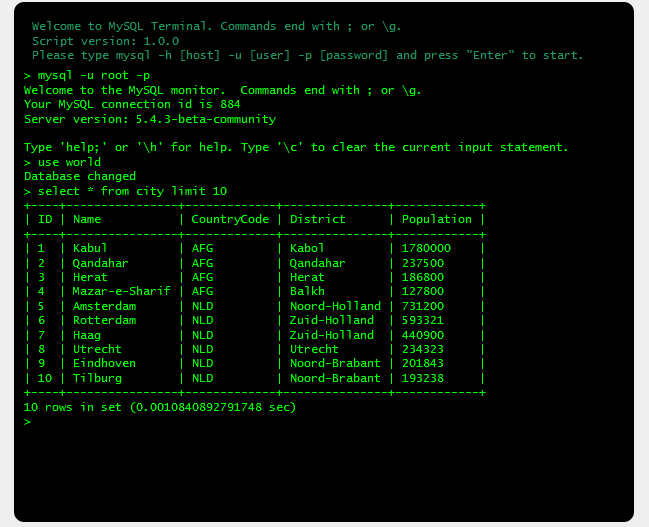 Welcome to MySQL Terminal. Commands end with ; or \g.
Script version: 1.0.0
Please type mysql -h [host] -u [user] -p [password] and press "Enter" to start.
> mysql -u root -p
Welcome to the MySQL monitor.  Commands end with ; or \g.
Your MySQL connection id is 884
Server version: 5.4.3-beta-community

Type 'help;' or '\h' for help. Type '\c' to clear the current input statement.
> use world
Database changed
> select * from city limit 10
+----+----------------+-------------+---------------+------------+
| ID | Name           | CountryCode | District      | Population |
+----+----------------+-------------+---------------+------------+
| 1  | Kabul          | AFG         | Kabol         | 1780000    |
| 2  | Qandahar       | AFG         | Qandahar      | 237500     |
| 3  | Herat          | AFG         | Herat         | 186800     |
| 4  | Mazar-e-Sharif | AFG         | Balkh         | 127800     |
| 5  | Amsterdam      | NLD         | Noord-Holland | 731200     |
| 6  | Rotterdam      | NLD         | Zuid-Holland  | 593321     |
| 7  | Haag           | NLD         | Zuid-Holland  | 440900     |
| 8  | Utrecht        | NLD         | Utrecht       | 234323     |
| 9  | Eindhoven      | NLD         | Noord-Brabant | 201843     |
| 10 | Tilburg        | NLD         | Noord-Brabant | 193238     |
+----+----------------+-------------+---------------+------------+
10 rows in set (0.0010840892791748 sec)
>